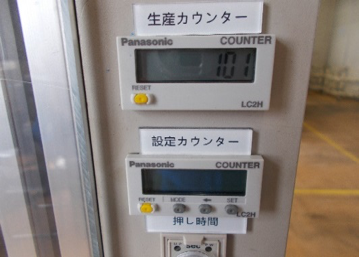 生産カウンター
Panasonic COUNTER
101
RESET
LC2H
設定カウンター
Panasonic COUNTER
RESET MODE ← SET
LC2H
押し時間